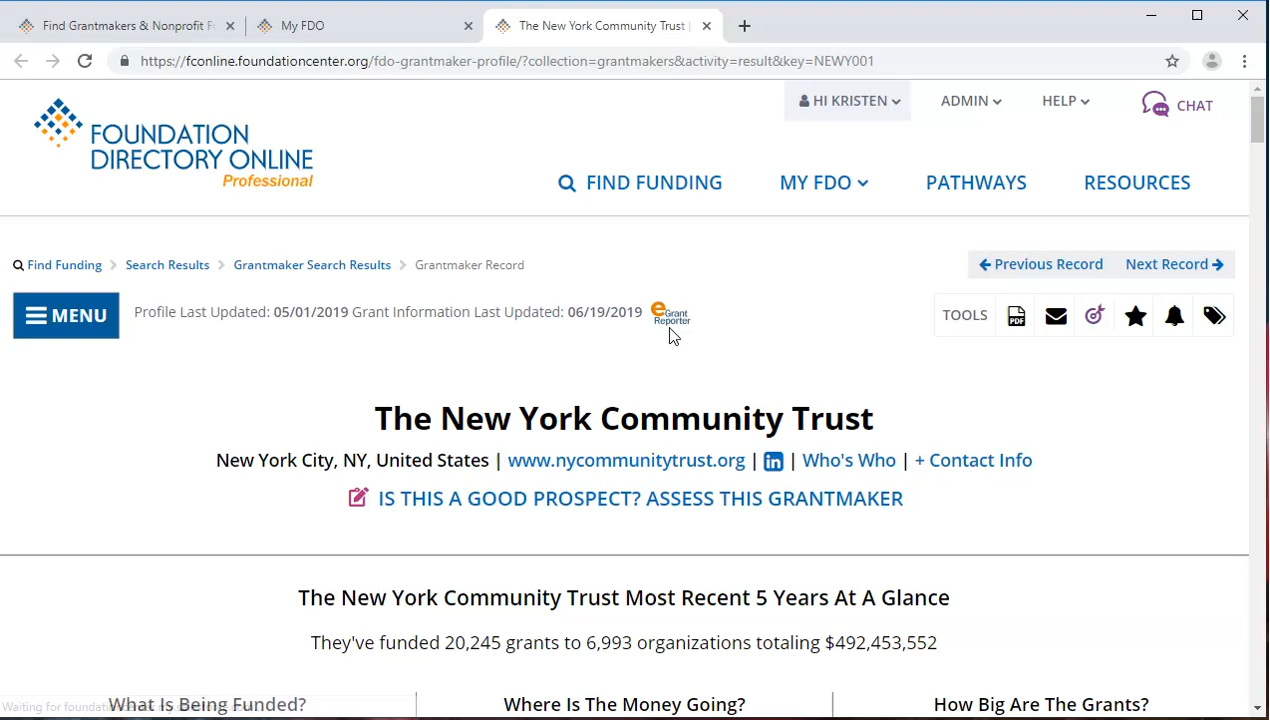 Find Grantmakers & Nonprofit F
My FDO
The New York Community Trust |
https://fconline.foundationcenter.org/fdo-grantmaker-profile/?collection=grantmakers&activity=result&key=NEWY001
HI KRISTEN
ADMIN
HELP
CHAT
FOUNDATION
DIRECTORY ONLINE
Professional
FIND FUNDING
MY FDO
PATHWAYS
RESOURCES
Find Funding
Search Results
Grantmaker Search Results
Grantmaker Record
Previous Record
Next Record
MENU
Profile Last Updated: 05/01/2019 Grant Information Last Updated: 06/19/2019
eGrant
Reporter
TOOLS
PDF
The New York Community Trust
New York City, NY, United States | www.nycommunitytrust.org | in | Who's Who | + Contact Info
IS THIS A GOOD PROSPECT? ASSESS THIS GRANTMAKER
The New York Community Trust Most Recent 5 Years At A Glance
They've funded 20,245 grants to 6,993 organizations totaling $492,453,552
What Is Being Funded?
Where Is The Money Going?
How Big Are The Grants?
Waiting for